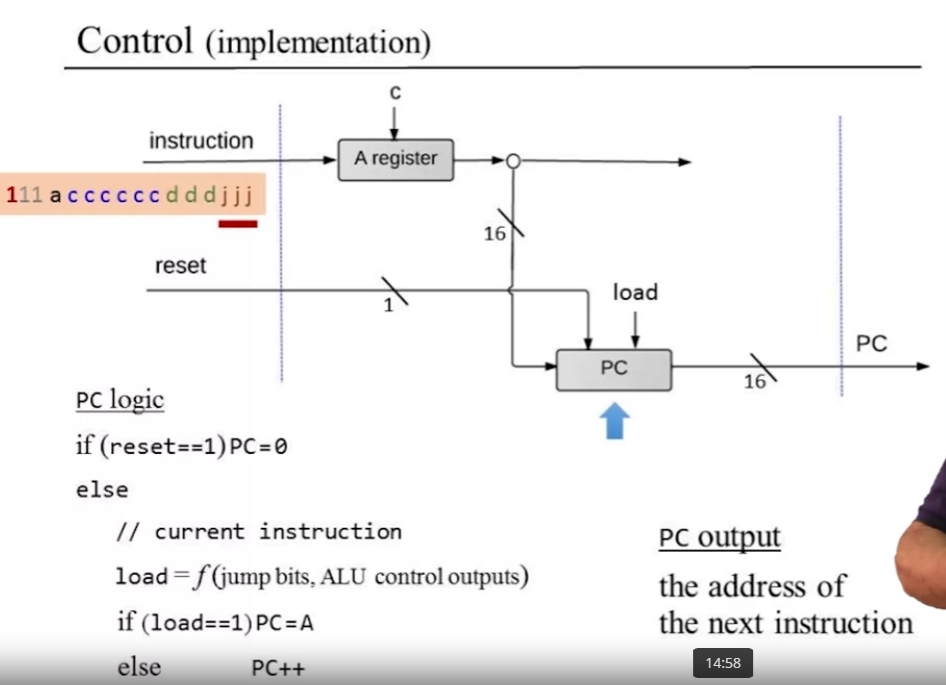 Control (implementation)
c
instruction
A register
111 a c c c c c c d d d j j j
16
reset
1
load
PC
PC
16
PC logic
if (reset==1) PC=0
else
// current instruction
load = f (jump bits, ALU control outputs)
if (load==1) PC=A
else PC++
PC output
the address of
the next instruction
14:58